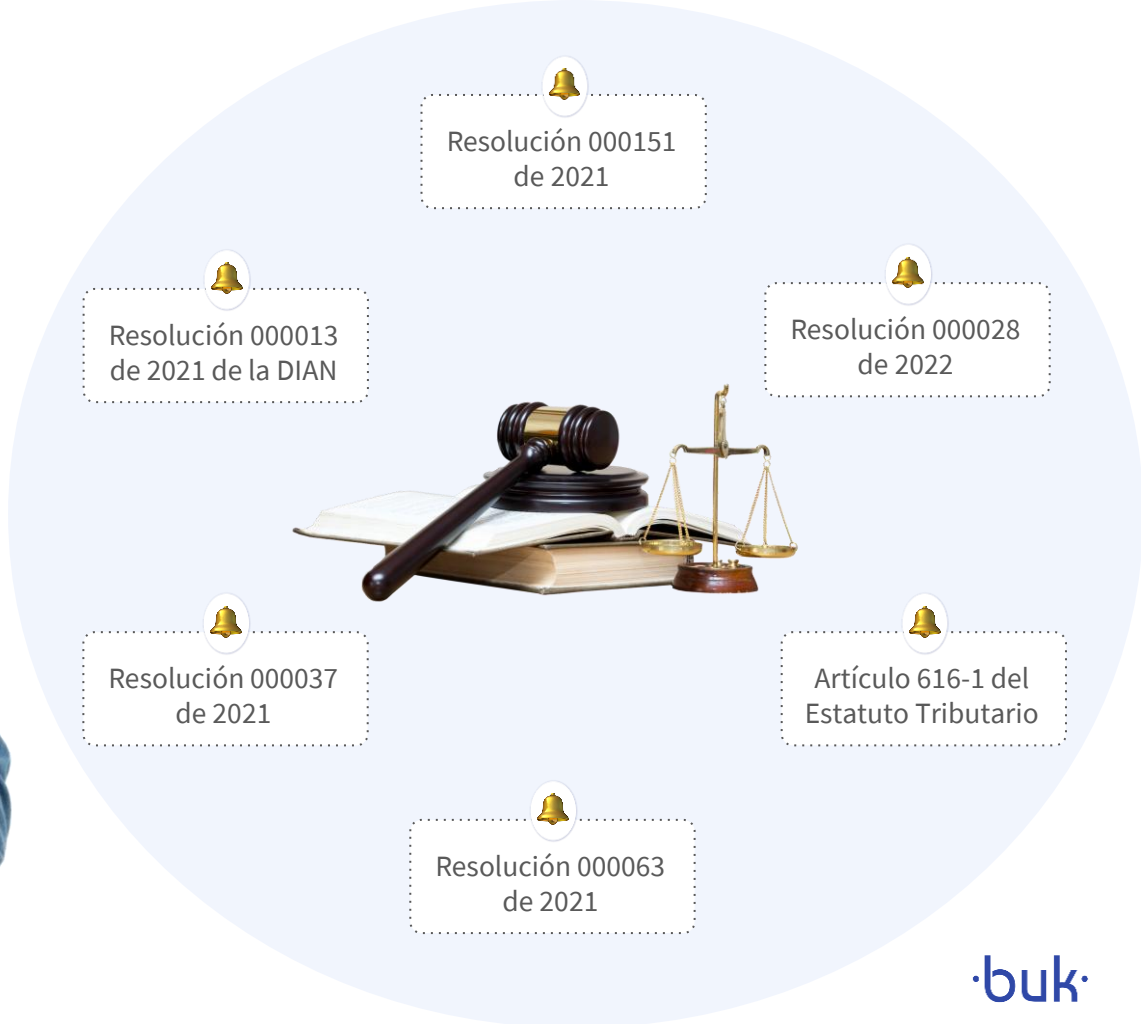 Resolución 000151
de 2021
Resolución 000013
de 2021 de la DIAN
Resolución 000028
de 2022
Resolución 000037
de 2021
Artículo 616-1 del
Estatuto Tributario
Resolución 000063
de 2021
·buk·